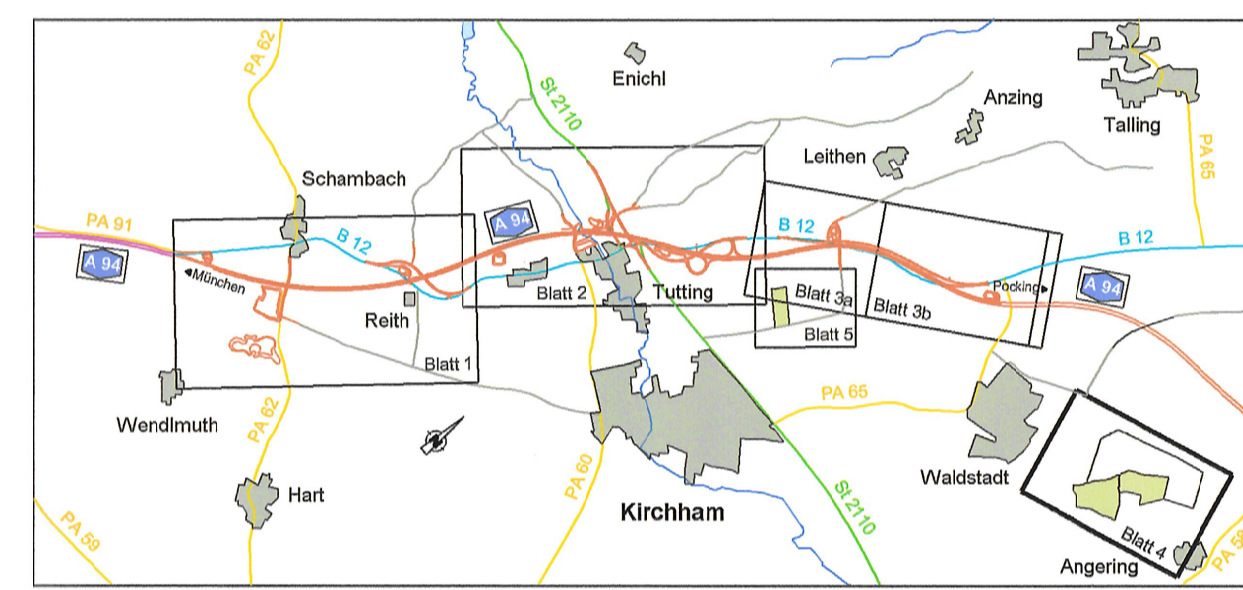 PA 62
Enichl
St 2110
Anzing
Talling
Leithen
PA 65
Schambach
PA 91
A 94
B 12
A 94
B 12
B 12
München
A 94
Pocking
Blatt 2
Tutting
Blatt 3a
Blatt 3b
Reith
Blatt 5
Blatt 1
Wendlmuth
PA 62
PA 65
Waldstadt
PA 60
Hart
Kirchham
St 2110
PA 59
Blatt 4
Angering
PA 58